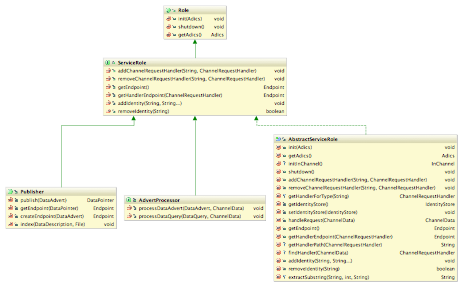 Role
init(Adics) void
shutdown() void
getAdics() Adics
ServiceRole
addChannelRequestHandler(String, ChannelRequestHandler) void
removeChannelRequestHandler(String, ChannelRequestHandler) void
getEndpoint() Endpoint
getHandlerEndpoint(ChannelRequestHandler) Endpoint
addIdentity(String, String...) void
removeIdentity(String) boolean
Publisher
publish(DataAdvert) DataPointer
getEndpoint(DataPointer) Endpoint
createEndpoint(DataAdvert) Endpoint
index(DataDescription, File) void
AdvertProcessor
processDataAdvert(DataAdvert, ChannelData) void
processDataQuery(DataQuery, ChannelData) void
AbstractServiceRole
init(Adics) void
getAdics() Adics
initInChannel() InChannel
shutdown() void
addChannelRequestHandler(String, ChannelRequestHandler) void
removeChannelRequestHandler(String, ChannelRequestHandler) void
getHandlerForType(String) ChannelRequestHandler
getIdentityStore() IdentityStore
setIdentityStore(IdentityStore) void
handleRequest(ChannelData) ChannelData
getEndpoint() Endpoint
getHandlerEndpoint(ChannelRequestHandler) Endpoint
getHandlerPath(ChannelRequestHandler) String
findHandler(ChannelData) ChannelRequestHandler
addIdentity(String, String...) void
removeIdentity(String) boolean
extractSubstring(String, int, String) String